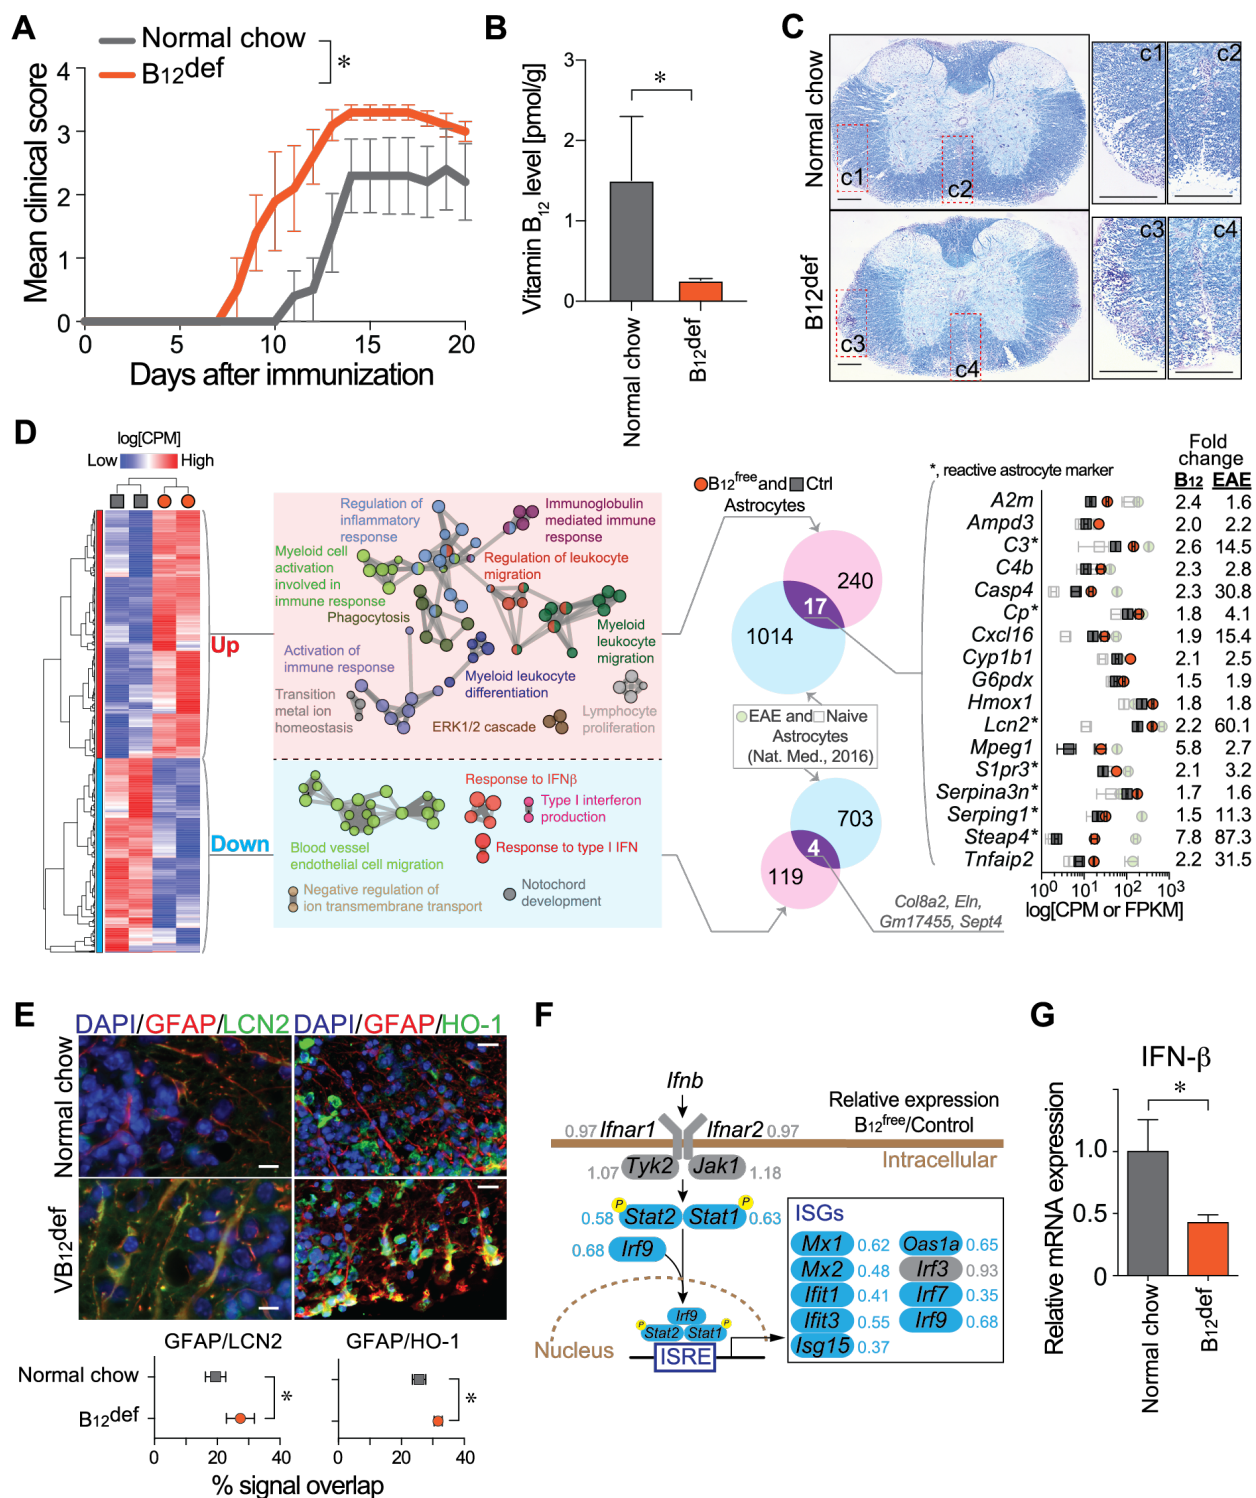 A
Normal chow
B12def
*
Mean clinical score
4
3
2
1
0
0
5
10
15
20
Days after immunization
B
Vitamin B12 level [pmol/g]
3
2
1
0
*
Normal chow
B12def
C
Normal chow
c1
c2
c1
c2
B12def
c3
c4
c3
c4
D
log[CPM]
Low
High
Up
Down
Regulation of
inflammatory
response
Immunoglobulin
mediated immune
response
Myeloid cell
activation
involved in
immune response
Regulation of leukocyte
migration
Phagocytosis
Myeloid
leukocyte
migration
Activation of
immune response
Myeloid leukocyte
differentiation
Transition
metal ion
homeostasis
ERK1/2 cascade
Lymphocyte
proliferation
Response to IFNβ
Type I interferon
production
Blood vessel
endothelial cell migration
Response to type I IFN
Negative regulation of
ion transmembrane transport
Notochord
development
B12free and Ctrl
Astrocytes
240
17
1014
EAE and Naive
Astrocytes
(Nat. Med., 2016)
703
4
119
Col8a2, Eln,
Gm17455, Sept4
*, reactive astrocyte marker
Fold
change
B12 EAE
A2m 2.4 1.6
Ampd3 2.0 2.2
C3* 2.6 14.5
C4b 2.3 2.8
Casp4 2.3 30.8
Cp* 1.8 4.1
Cxcl16 1.9 15.4
Cyp1b1 2.1 2.5
G6pdx 1.5 1.9
Hmox1 1.8 1.8
Lcn2* 2.2 60.1
Mpeg1 5.8 2.7
S1pr3* 2.1 3.2
Serpina3n* 1.7 1.6
Serping1* 1.5 11.3
Steap4* 7.8 87.3
Tnfaip2 2.2 31.5
10⁰ 10¹ 10² 10³
log[CPM or FPKM]
E
DAPI/GFAP/LCN2
DAPI/GFAP/HO-1
Normal chow
VB12def
GFAP/LCN2
GFAP/HO-1
Normal chow
B12def
*
*
0
20
40
0
20
40
% signal overlap
F
Ifnb
Relative expression
B12free/Control
0.97 Ifnar1
Ifnar2 0.97
Intracellular
1.07 Tyk2
Jak1 1.18
P
P
0.58 Stat2
Stat1 0.63
0.68 Irf9
Irf9
P
P
Stat2
Stat1
Nucleus
ISRE
ISGs
Mx1 0.62
Oas1a 0.65
Mx2 0.48
Irf3 0.93
Ifit1 0.41
Irf7 0.35
Ifit3 0.55
Irf9 0.68
Isg15 0.37
G
IFN-β
*
Relative mRNA expression
1.0
0.5
0
Normal chow
B12def